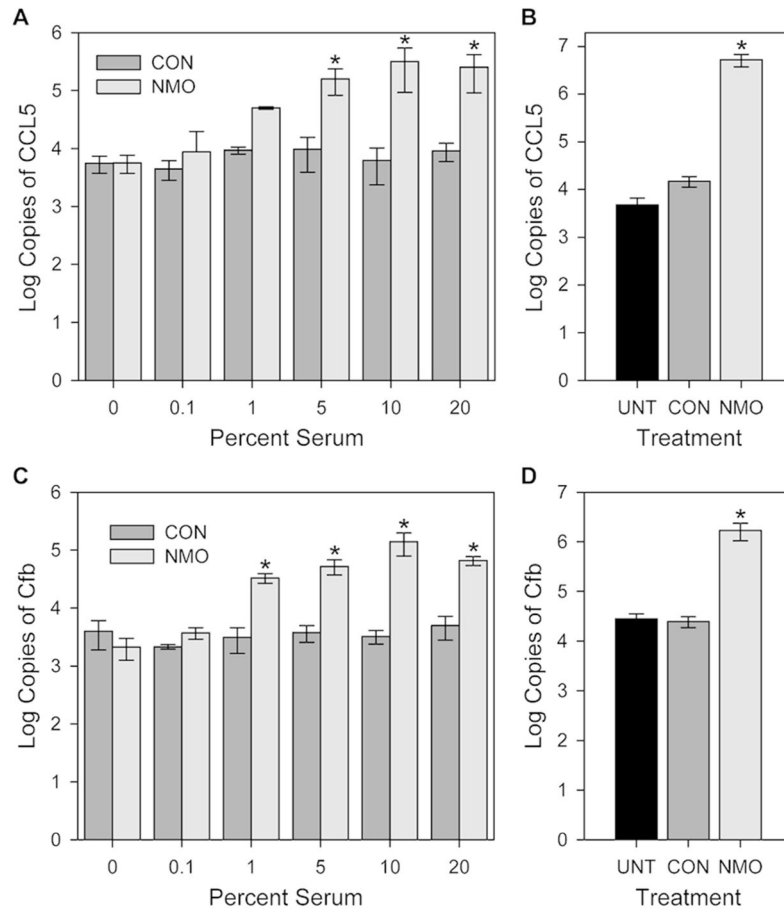 A
Log Copies of CCL5
6
5
4
3
2
1
0
CON
NMO
* * *
0 0.1 1 5 10 20
Percent Serum
B
Log Copies of CCL5
7
6
5
4
3
2
1
0
*
UNT CON NMO
Treatment
C
Log Copies of Cfb
6
5
4
3
2
1
0
CON
NMO
* * * *
0 0.1 1 5 10 20
Percent Serum
D
Log Copies of Cfb
7
6
5
4
3
2
1
0
*
UNT CON NMO
Treatment